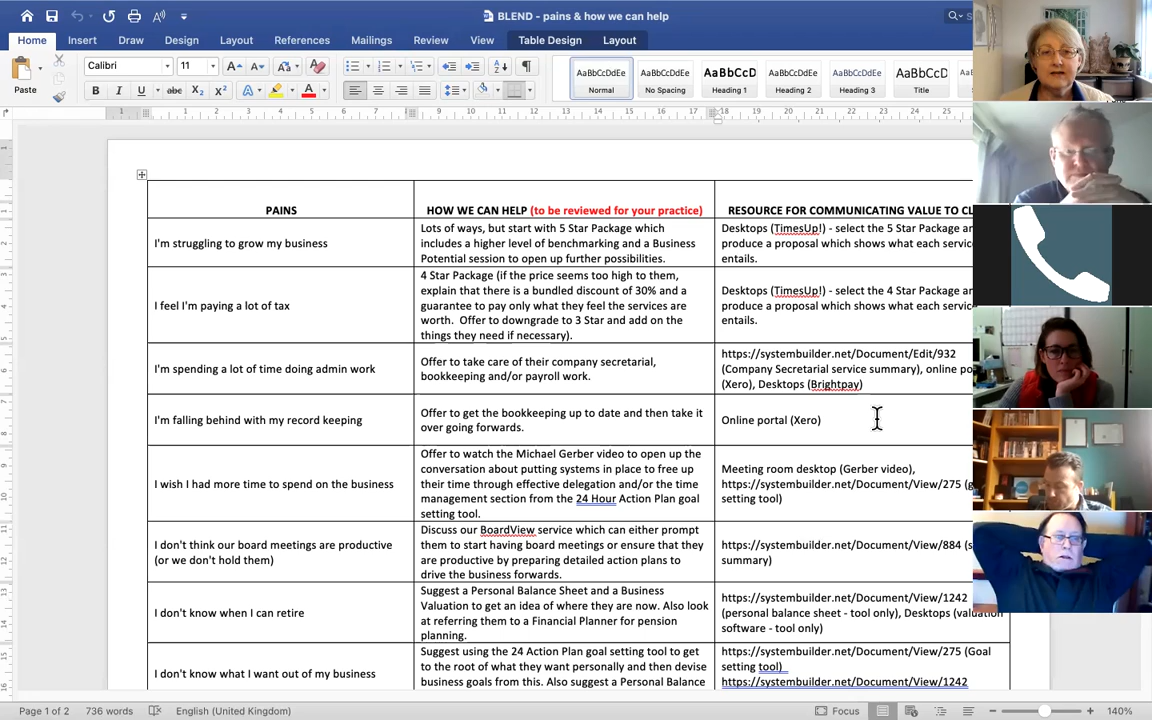 BLEND - pains & how we can help
Home Insert Draw Design Layout References Mailings Review View Table Design Layout
Paste
Calibri 11
AaBbCcDdEe AaBbCcDdEe AaBbCcD AaBbCcDdEe AaBbCcDdEe AaBbCcD
Normal No Spacing Heading 1 Heading 2 Heading 3 Title
PAINS
HOW WE CAN HELP (to be reviewed for your practice)
RESOURCE FOR COMMUNICATING VALUE TO CL
I'm struggling to grow my business
Lots of ways, but start with 5 Star Package which
includes a higher level of benchmarking and a Business
Potential session to open up further possibilities.
Desktops (TimesUp!) - select the 5 Star Package an
produce a proposal which shows what each servic
entails.
I feel I'm paying a lot of tax
4 Star Package (if the price seems too high to them,
explain that there is a bundled discount of 30% and a
guarantee to pay only what they feel the services are
worth. Offer to downgrade to 3 Star and add on the
things they need if necessary).
Desktops (TimesUp!) - select the 4 Star Package an
produce a proposal which shows what each servic
entails.
I'm spending a lot of time doing admin work
Offer to take care of their company secretarial,
bookkeeping and/or payroll work.
https://systembuilder.net/Document/Edit/932
(Company Secretarial service summary), online po
(Xero), Desktops (Brightpay)
I'm falling behind with my record keeping
Offer to get the bookkeeping up to date and then take it
over going forwards.
Online portal (Xero)
I wish I had more time to spend on the business
Offer to watch the Michael Gerber video to open up the
conversation about putting systems in place to free up
their time through effective delegation and/or the time
management section from the 24 Hour Action Plan goal
setting tool.
Meeting room desktop (Gerber video),
https://systembuilder.net/Document/View/275 (g
setting tool)
I don't think our board meetings are productive
(or we don't hold them)
Discuss our BoardView service which can either prompt
them to start having board meetings or ensure that they
are productive by preparing detailed action plans to
drive the business forwards.
https://systembuilder.net/Document/View/884 (s
summary)
I don't know when I can retire
Suggest a Personal Balance Sheet and a Business
Valuation to get an idea of where they are now. Also look
at referring them to a Financial Planner for pension
planning.
https://systembuilder.net/Document/View/1242
(personal balance sheet - tool only), Desktops (valuation
software - tool only)
I don't know what I want out of my business
Suggest using the 24 Action Plan goal setting tool to get
to the root of what they want personally and then devise
business goals from this. Also suggest a Personal Balance
https://systembuilder.net/Document/View/275 (Goal
setting tool)
https://systembuilder.net/Document/View/1242
Page 1 of 2 736 words English (United Kingdom) Focus 140%